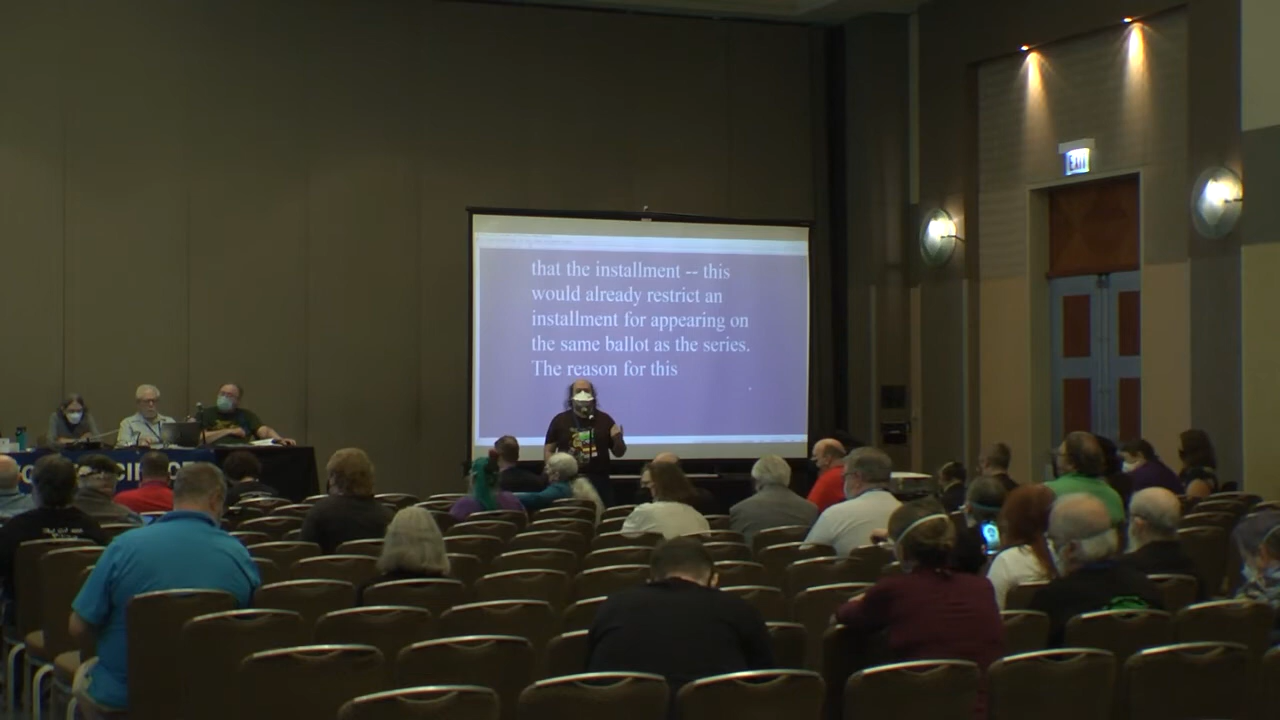 EXIT
that the installment -- this
would already restrict an
installment for appearing on
the same ballot as the series.
The reason for this